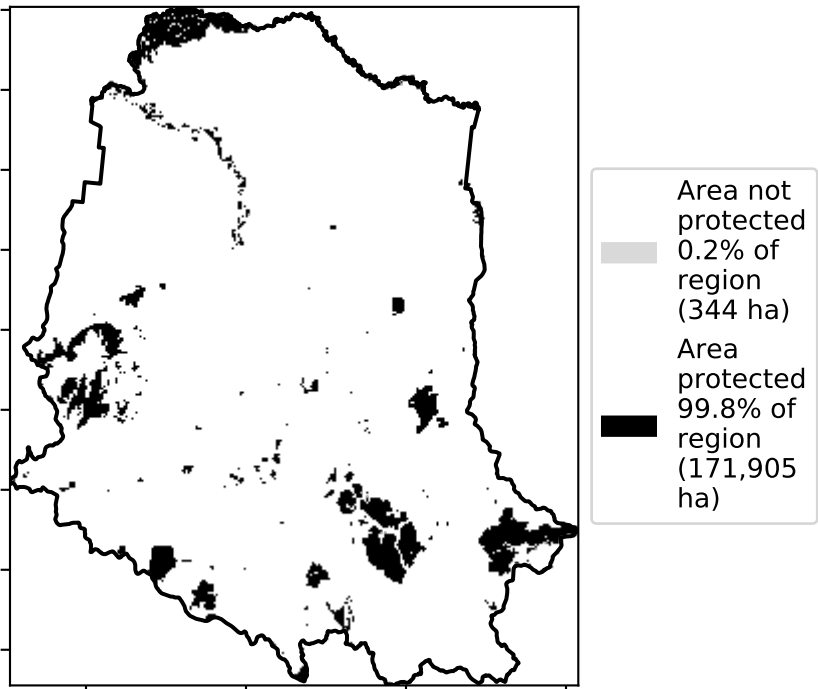 Area not
protected
0.2% of
region
(344 ha)
Area
protected
99.8% of
region
(171,905
ha)